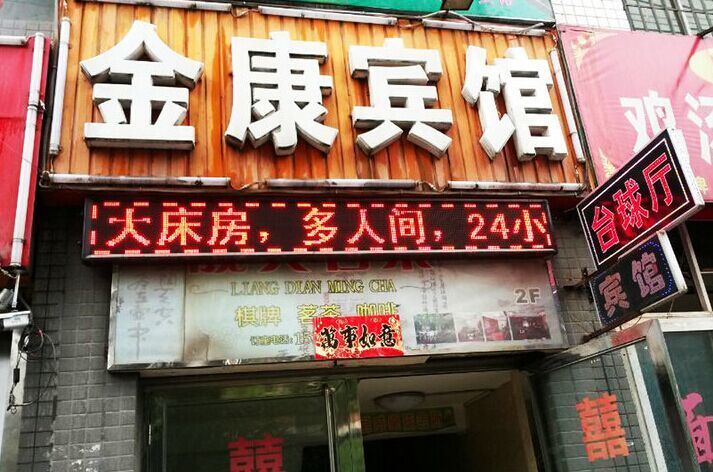 金康宾馆
大床房，多人间，24小
台球厅
宾馆
LIANG DIAN MING CHA
棋牌 茗茶 咖啡
2F
萬事如意
囍
囍